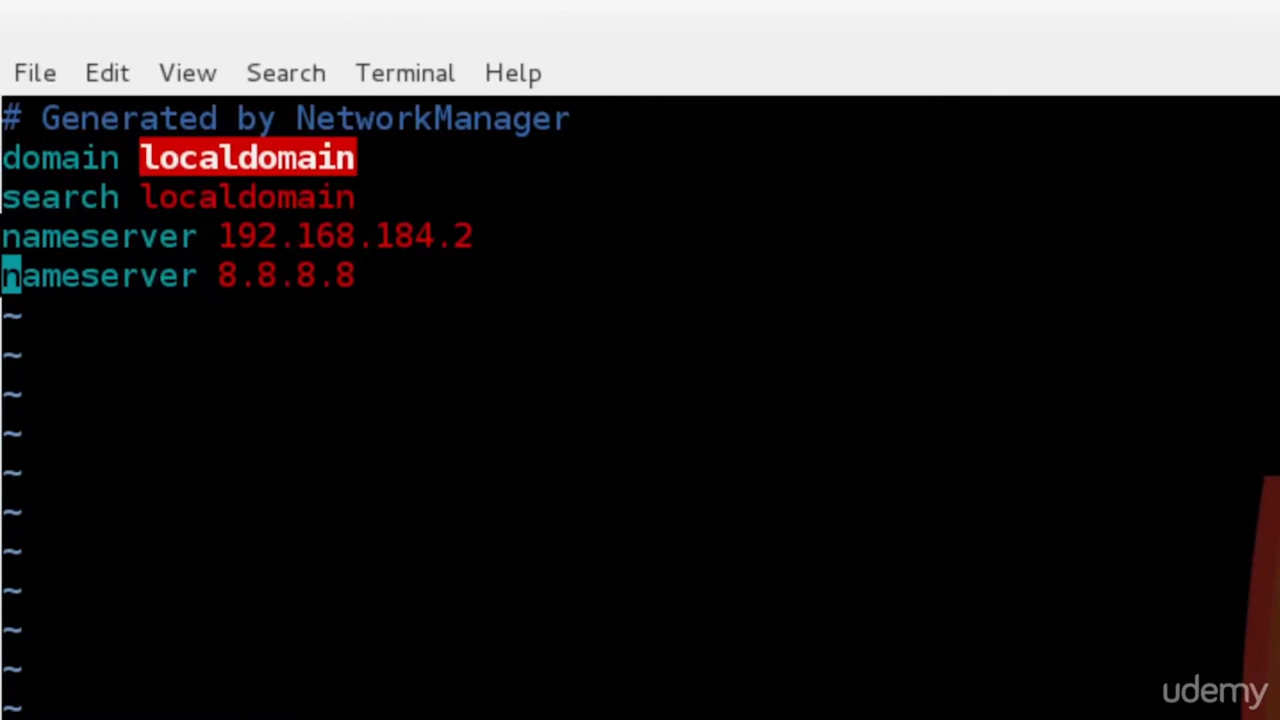 File Edit View Search Terminal Help
# Generated by NetworkManager
domain localdomain
search localdomain
nameserver 192.168.184.2
nameserver 8.8.8.8
~
~
~
~
~
~
~
~
~
~
~
udemy